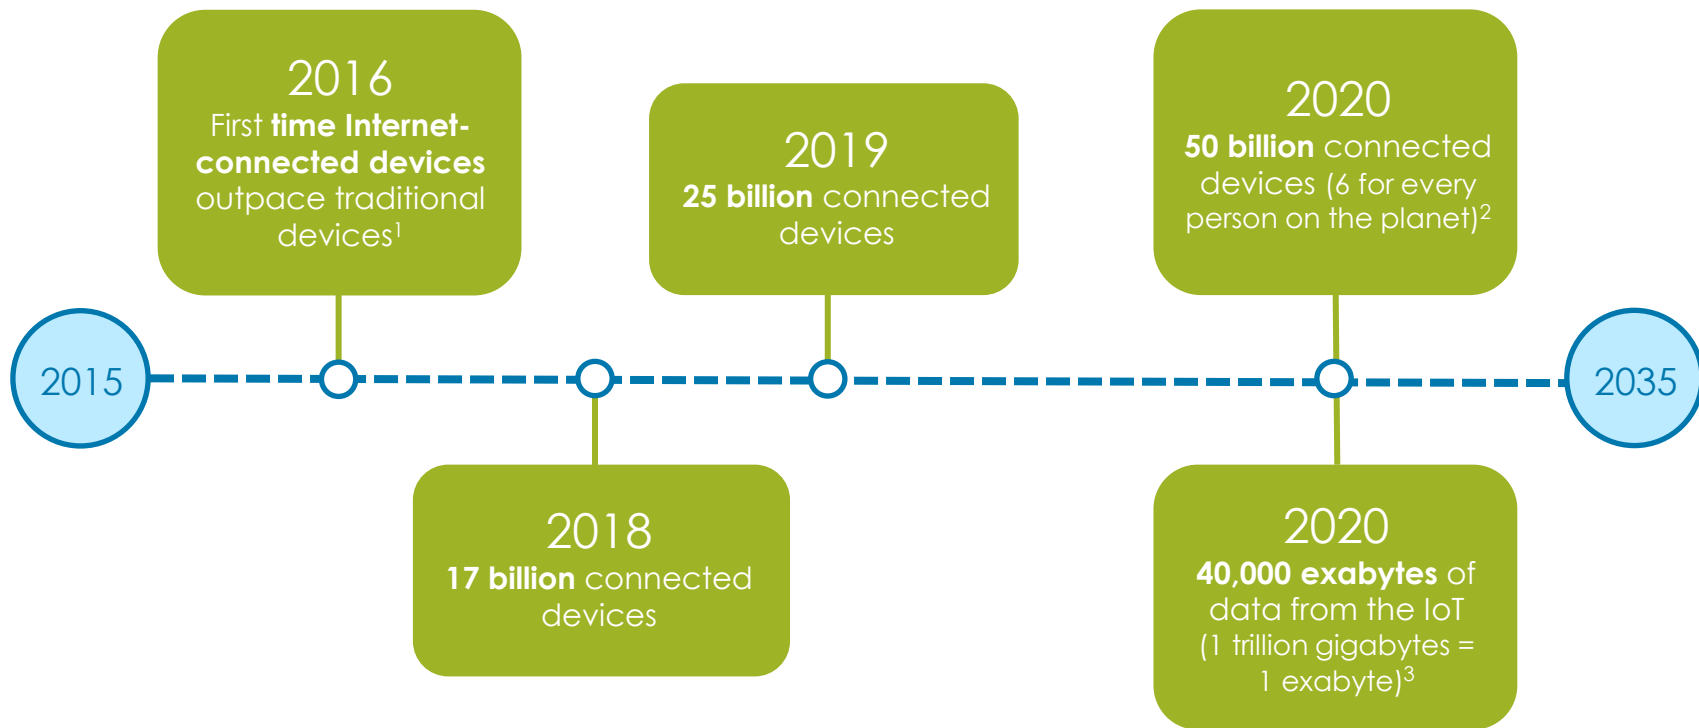 2016
First time Internet-
connected devices
outpace traditional
devices¹
2019
25 billion connected
devices
2020
50 billion connected
devices (6 for every
person on the planet)²
2015
2035
2018
17 billion connected
devices
2020
40,000 exabytes of
data from the IoT
(1 trillion gigabytes =
1 exabyte)³